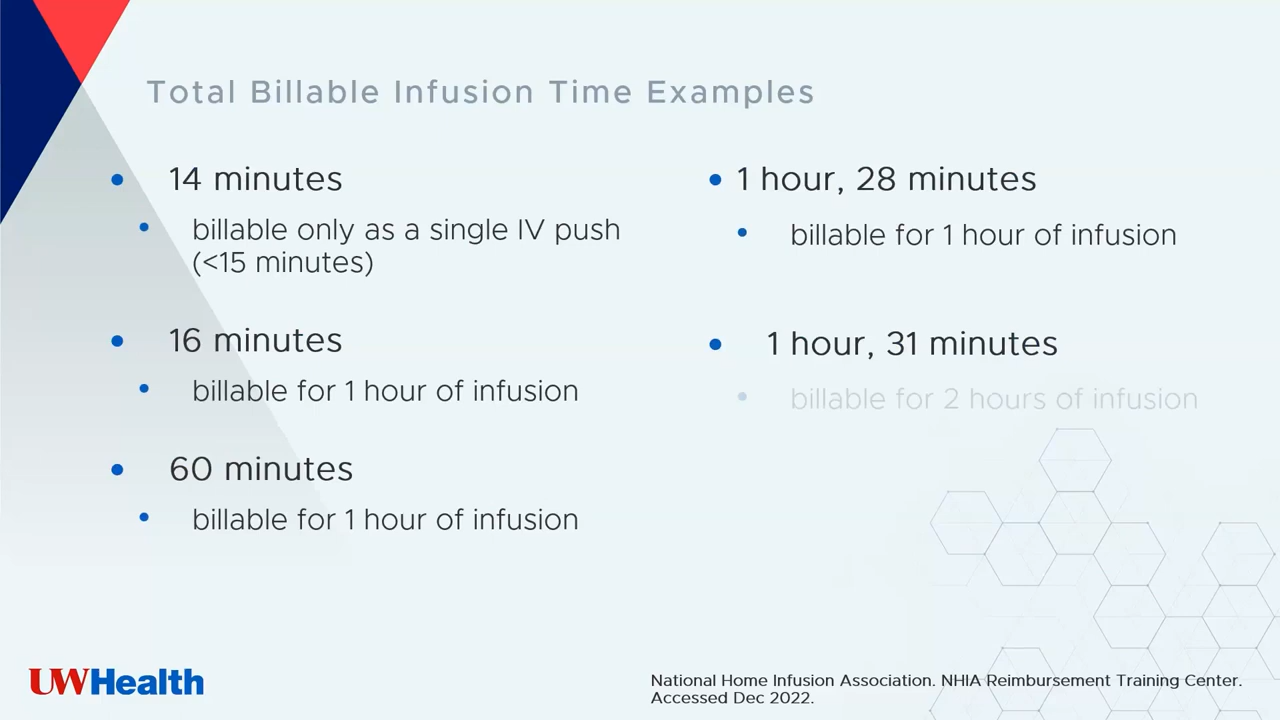 Total Billable Infusion Time Examples
• 14 minutes
• billable only as a single IV push
(<15 minutes)
• 16 minutes
• billable for 1 hour of infusion
• 60 minutes
• billable for 1 hour of infusion
• 1 hour, 28 minutes
• billable for 1 hour of infusion
• 1 hour, 31 minutes
• billable for 2 hours of infusion
UWHealth
National Home Infusion Association. NHIA Reimbursement Training Center.
Accessed Dec 2022.